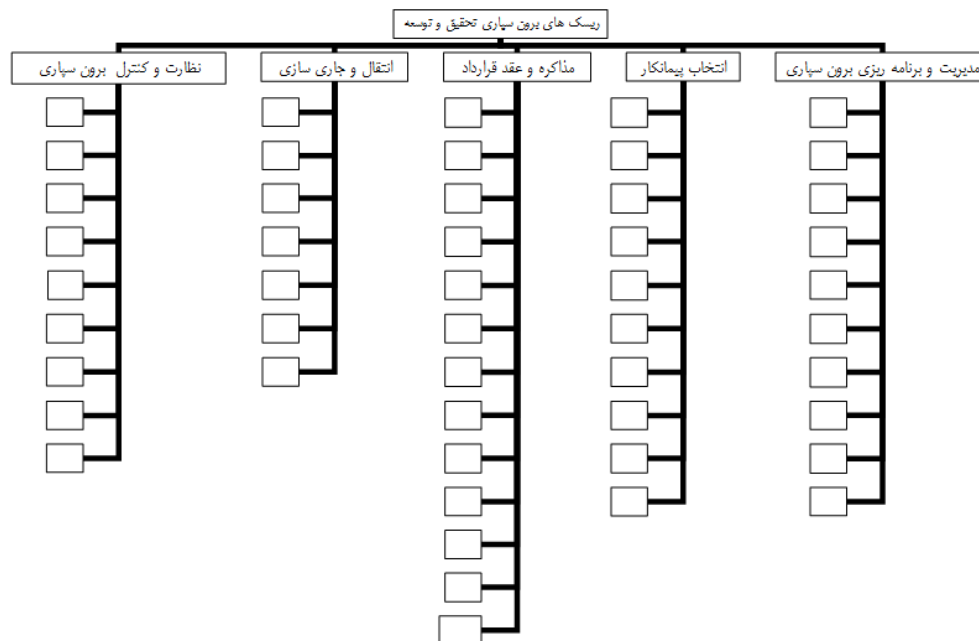 ریسک های برون سپاری تحقیق و توسعه
مدیریت و برنامه ریزی برون سپاری
انتخاب پیمانکار
مذاکره و عقد قرارداد
انتقال و جاری سازی
نظارت و کنترل برون سپاری